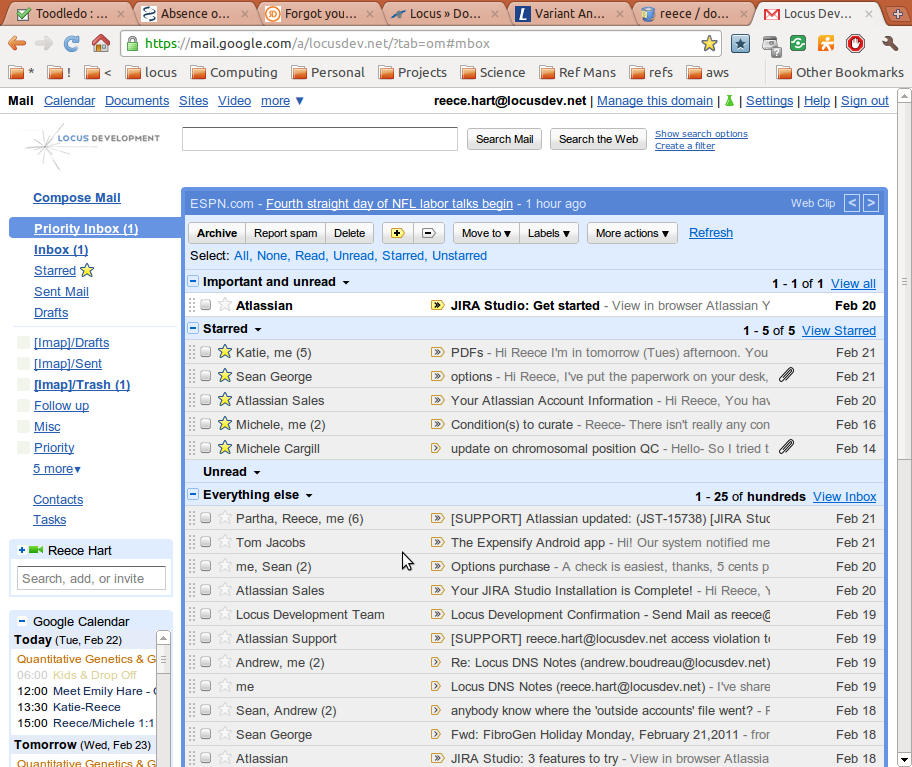 Toodledo :
Absence o
Forgot you
Locus » Do
Variant An
reece / do
Locus Dev
https://mail.google.com/a/locusdev.net/?tab=om#mbox
* ! < locus Computing Personal Projects Science Ref Mans refs aws Other Bookmarks
Mail Calendar Documents Sites Video more ▼ reece.hart@locusdev.net | Manage this domain | Settings | Help | Sign out
LOCUS DEVELOPMENT
Search Mail Search the Web Show search options
Create a filter
Compose Mail
Priority Inbox (1)
Inbox (1)
Starred
Sent Mail
Drafts
[Imap]/Drafts
[Imap]/Sent
[Imap]/Trash (1)
Follow up
Misc
Priority
5 more▼
Contacts
Tasks
Reece Hart
Search, add, or invite
Google Calendar
Today (Tue, Feb 22)
Quantitative Genetics & G
06:00 Kids & Drop Off
12:00 Meet Emily Hare -
13:30 Katie-Reece
15:00 Reece/Michele 1:1
Tomorrow (Wed, Feb 23)
Quantitative Genetics & G
ESPN.com - Fourth straight day of NFL labor talks begin - 1 hour ago Web Clip < >
Archive Report spam Delete Move to ▼ Labels ▼ More actions ▼ Refresh
Select: All, None, Read, Unread, Starred, Unstarred
Important and unread 1 - 1 of 1 View all
Atlassian JIRA Studio: Get started - View in browser Atlassian Feb 20
Starred 1 - 5 of 5 View Starred
Katie, me (5) PDFs - Hi Reece I'm in tomorrow (Tues) afternoon. You Feb 21
Sean George options - Hi Reece, I've put the paperwork on your desk, Feb 21
Atlassian Sales Your Atlassian Account Information - Hi Reece, You hav Feb 20
Michele, me (2) Condition(s) to curate - Reece- There isn't really any con Feb 16
Michele Cargill update on chromosomal position QC - Hello- So I tried t Feb 14
Unread
Everything else 1 - 25 of hundreds View Inbox
Partha, Reece, me (6) [SUPPORT] Atlassian updated: (JST-15738) [JIRA Stud Feb 21
Tom Jacobs The Expensify Android app - Hi! Our system notified me Feb 21
me, Sean (2) Options purchase - A check is easiest, thanks, 5 cents p Feb 20
Atlassian Sales Your JIRA Studio Installation is Complete! - Hi Reece, Y Feb 20
Locus Development Team Locus Development Confirmation - Send Mail as reece@ Feb 19
Atlassian Support [SUPPORT] reece.hart@locusdev.net access violation to Feb 19
Andrew, me (2) Re: Locus DNS Notes (andrew.boudreau@locusdev.net) Feb 19
me Locus DNS Notes (reece.hart@locusdev.net) - I've share Feb 19
Sean, Andrew (2) anybody know where the 'outside accounts' file went? - F Feb 18
Sean George Fwd: FibroGen Holiday Monday, February 21,2011 - fror Feb 18
Atlassian JIRA Studio: 3 features to try - View in browser Atlassia Feb 18